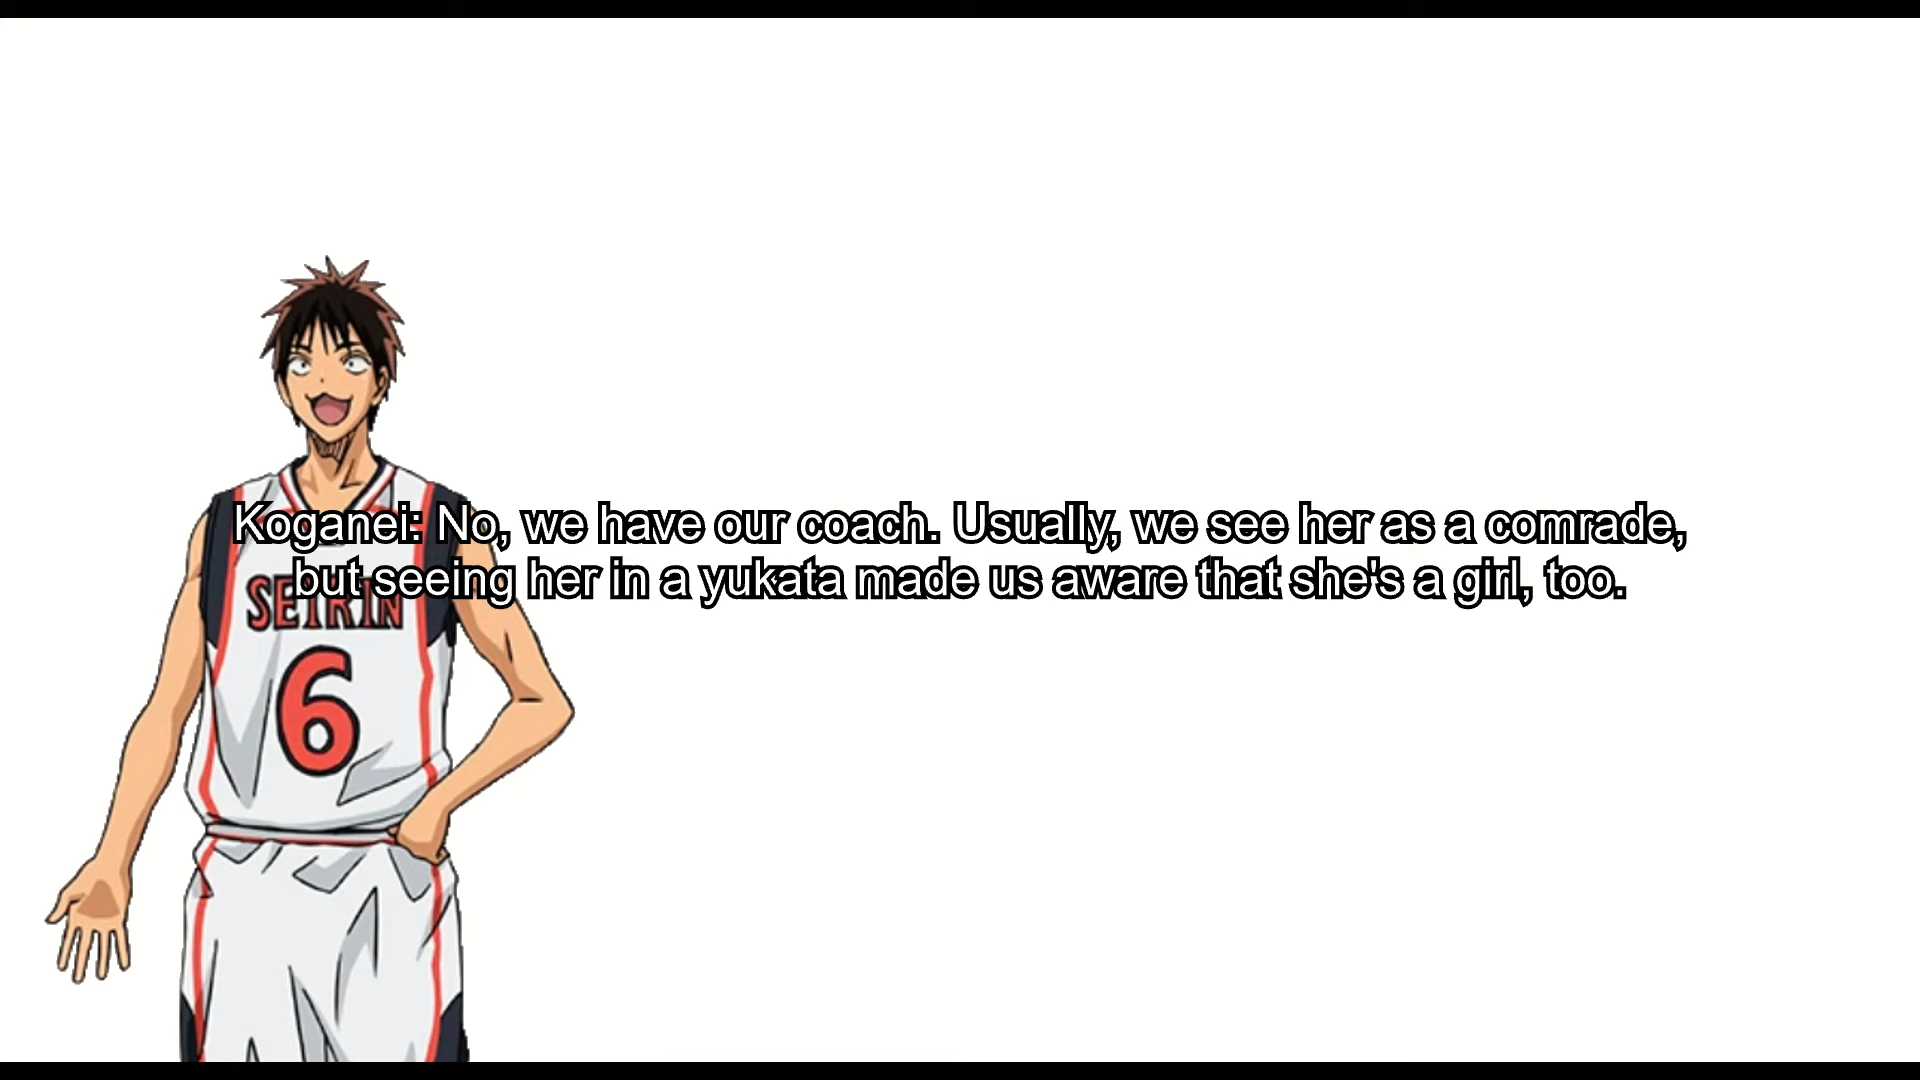 Koganei: No, we have our coach. Usually, we see her as a comrade,
but seeing her in a yukata made us aware that she's a girl, too.
SEIRIN
6